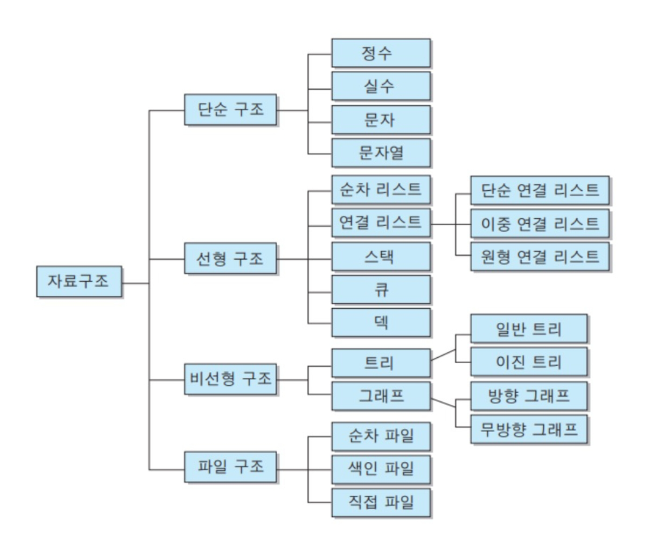 자료구조
단순 구조
정수
실수
문자
문자열
선형 구조
순차 리스트
연결 리스트
단순 연결 리스트
이중 연결 리스트
원형 연결 리스트
스택
큐
덱
비선형 구조
트리
일반 트리
이진 트리
그래프
방향 그래프
무방향 그래프
파일 구조
순차 파일
색인 파일
직접 파일